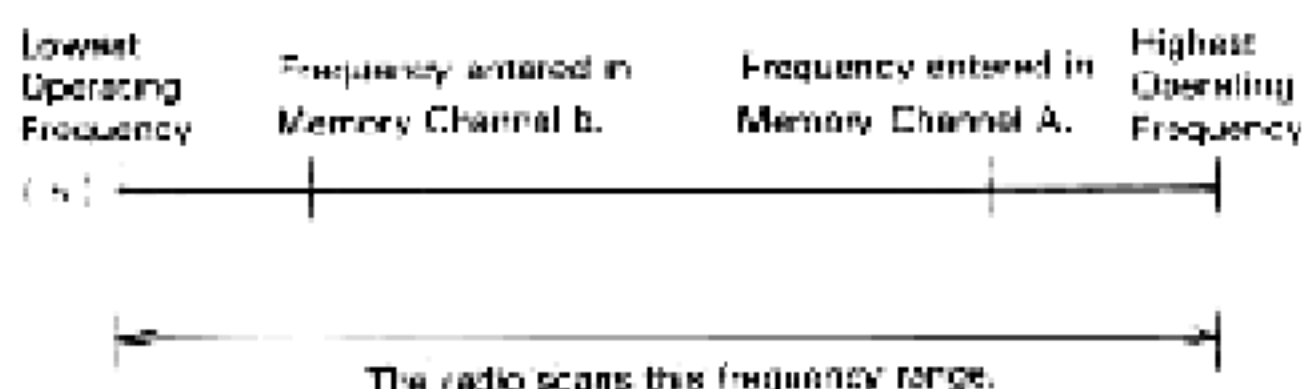 Lowest
Operating
Frequency
Frequency entered in
Memory Channel b.
Frequency entered in
Memory Channel A.
Highest
Operating
Frequency
The radio scans this frequency range.